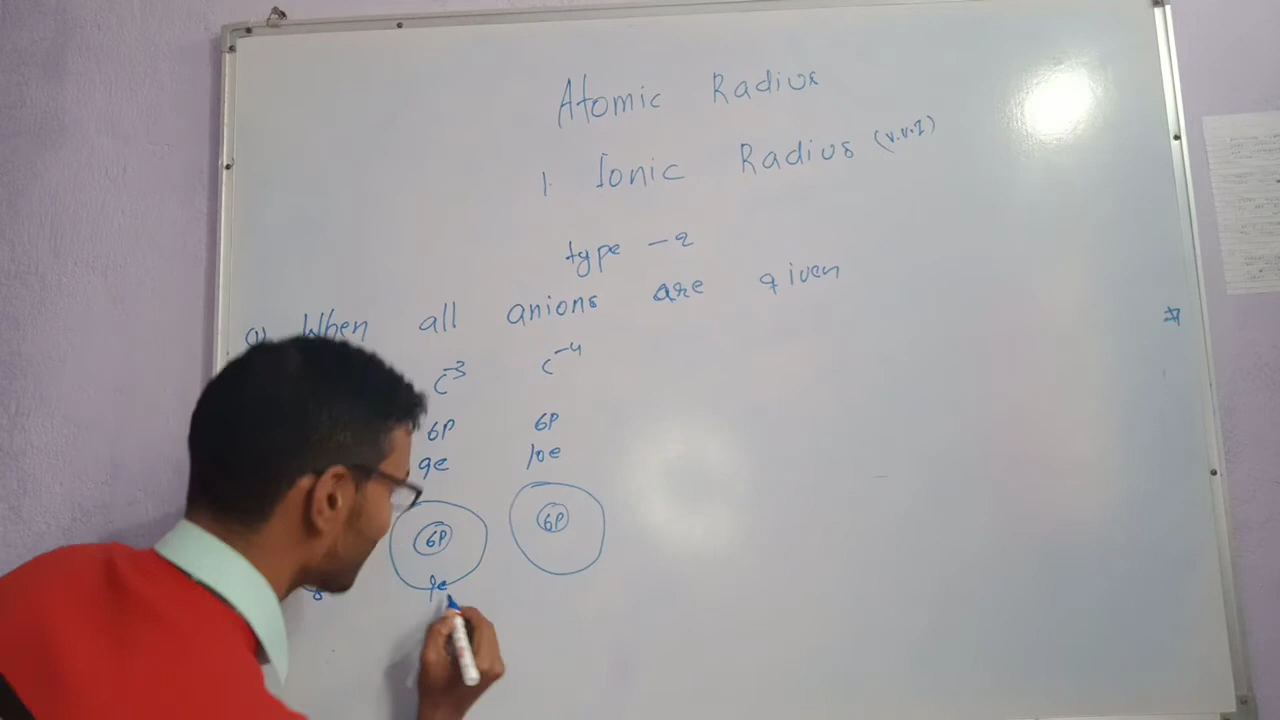 Atomic Radius
1. Ionic Radius (v.v.I)
type - 2
(1) When all anions are given
C⁻³ C⁻⁴
6P 6P
9e 10e
6P 6P
9e